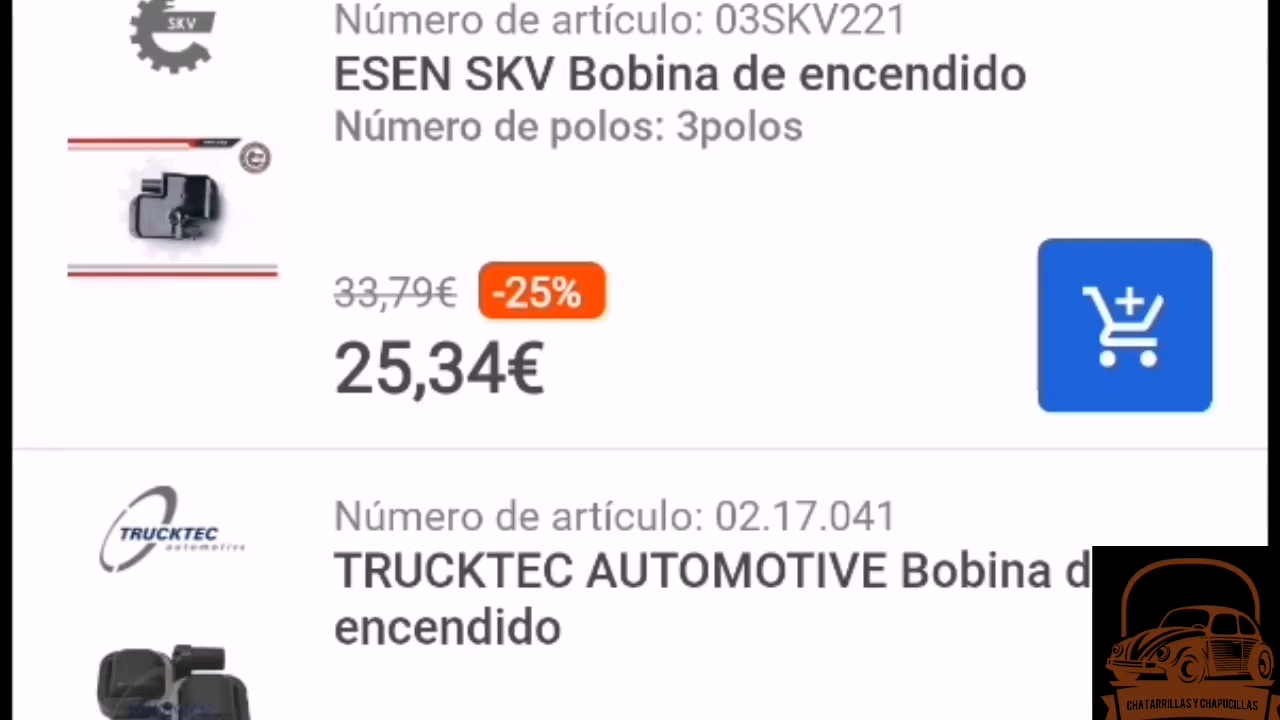 SKV
Número de artículo: 03SKV221
ESEN SKV Bobina de encendido
Número de polos: 3polos
33,79€ -25%
25,34€
TRUCKTEC
automotive
Número de artículo: 02.17.041
TRUCKTEC AUTOMOTIVE Bobina d
encendido
CHATARRILLAS Y CHAPUCILLAS